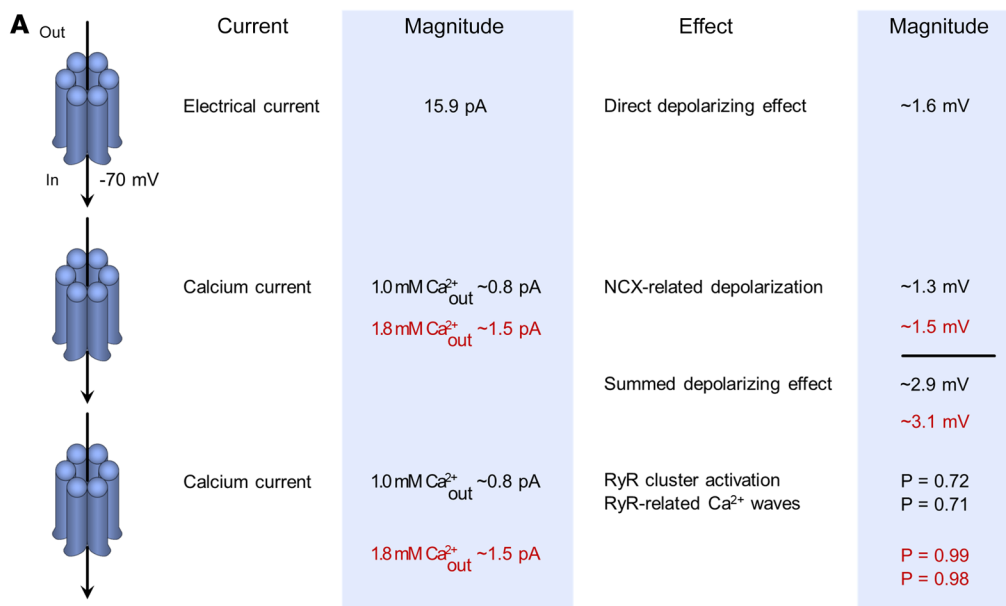 A
Out
Current Magnitude Effect Magnitude
Electrical current 15.9 pA Direct depolarizing effect ~1.6 mV
In -70 mV
Calcium current 1.0 mM Ca²⁺out ~0.8 pA NCX-related depolarization ~1.3 mV
1.8 mM Ca²⁺out ~1.5 pA ~1.5 mV
Summed depolarizing effect ~2.9 mV
~3.1 mV
Calcium current 1.0 mM Ca²⁺out ~0.8 pA RyR cluster activation P = 0.72
RyR-related Ca²⁺ waves P = 0.71
1.8 mM Ca²⁺out ~1.5 pA P = 0.99
P = 0.98